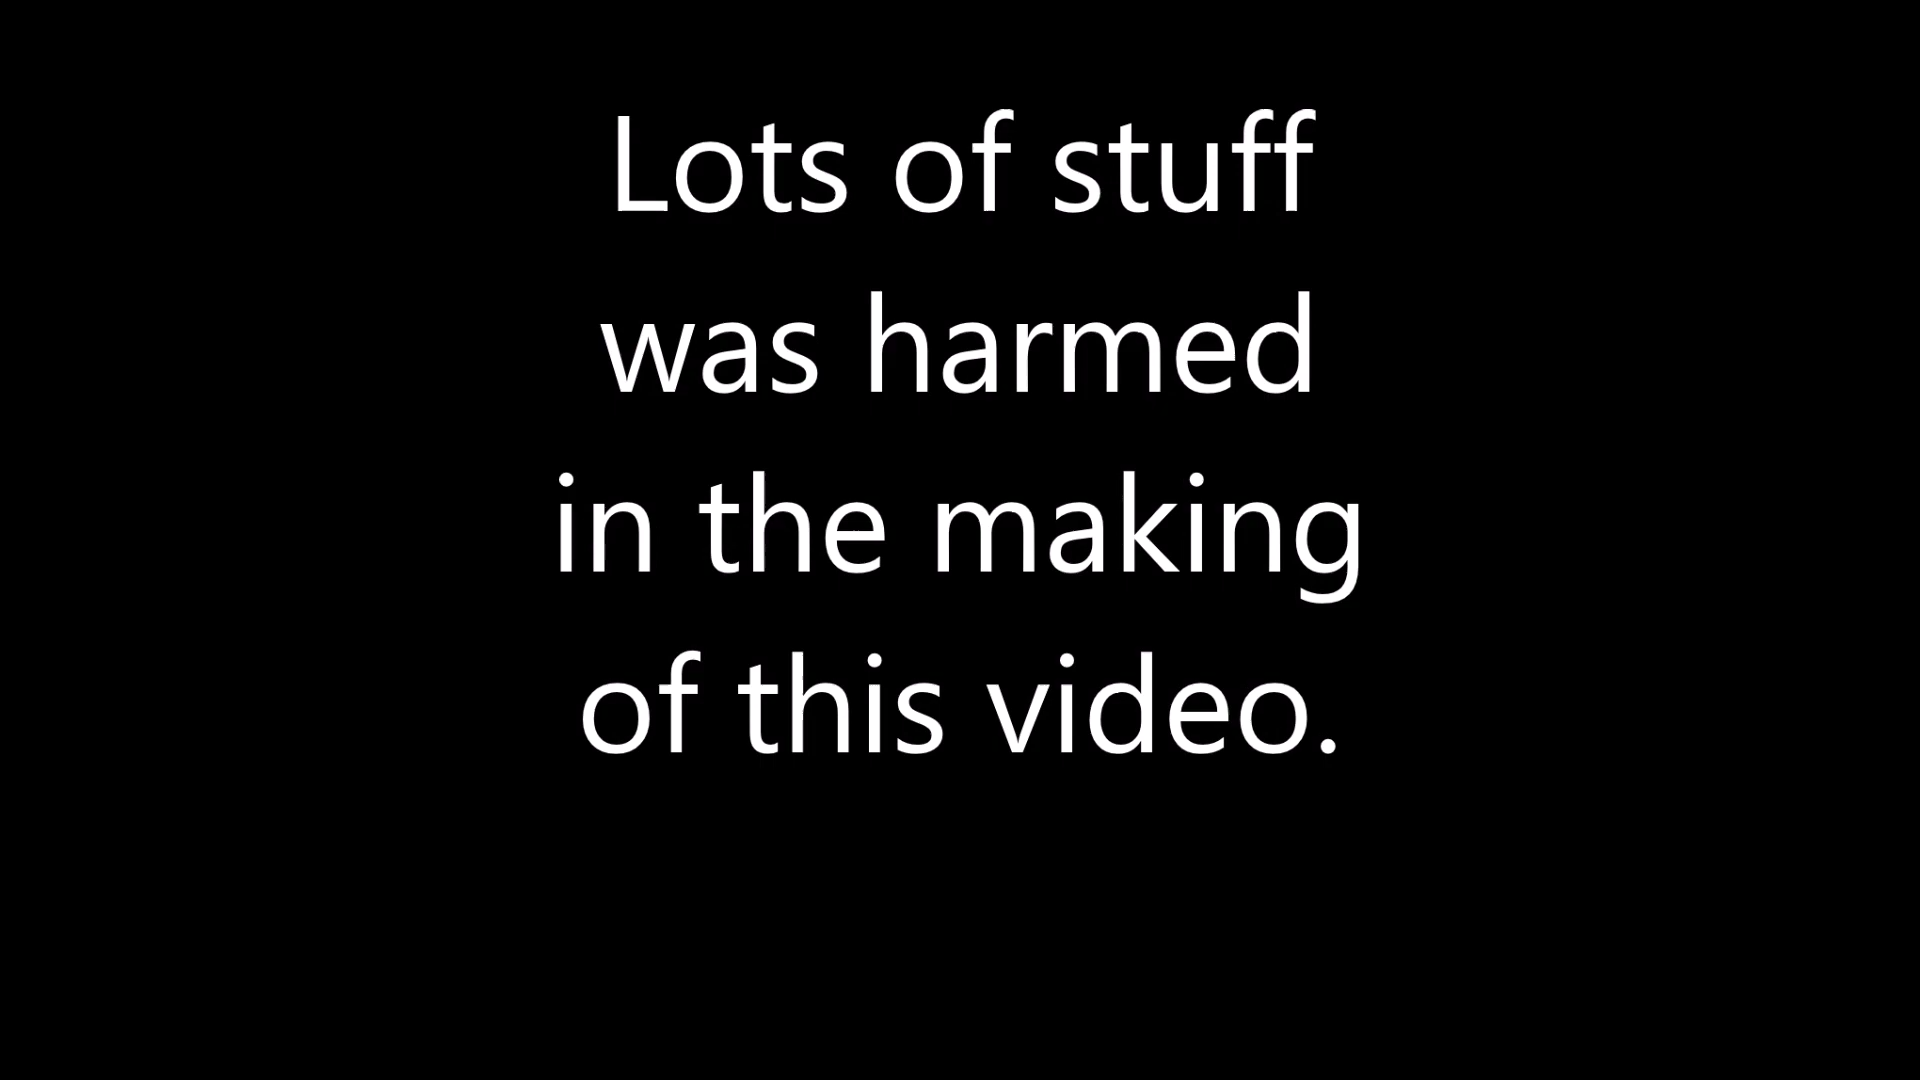 Lots of stuff
was harmed
in the making
of this video.